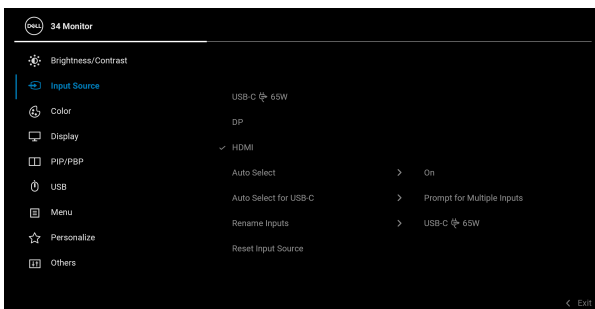 DELL 34 Monitor
Brightness/Contrast
Input Source
Color
Display
PIP/PBP
USB
Menu
Personalize
Others
USB-C 65W
DP
HDMI
Auto Select > On
Auto Select for USB-C > Prompt for Multiple Inputs
Rename Inputs > USB-C 65W
Reset Input Source
< Exit